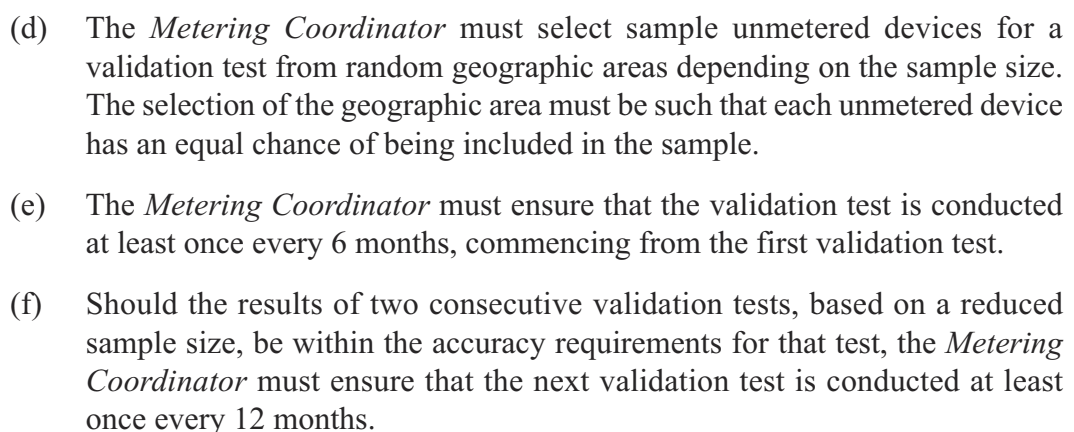 (d) The Metering Coordinator must select sample unmetered devices for a
validation test from random geographic areas depending on the sample size.
The selection of the geographic area must be such that each unmetered device
has an equal chance of being included in the sample.
(e) The Metering Coordinator must ensure that the validation test is conducted
at least once every 6 months, commencing from the first validation test.
(f) Should the results of two consecutive validation tests, based on a reduced
sample size, be within the accuracy requirements for that test, the Metering
Coordinator must ensure that the next validation test is conducted at least
once every 12 months.